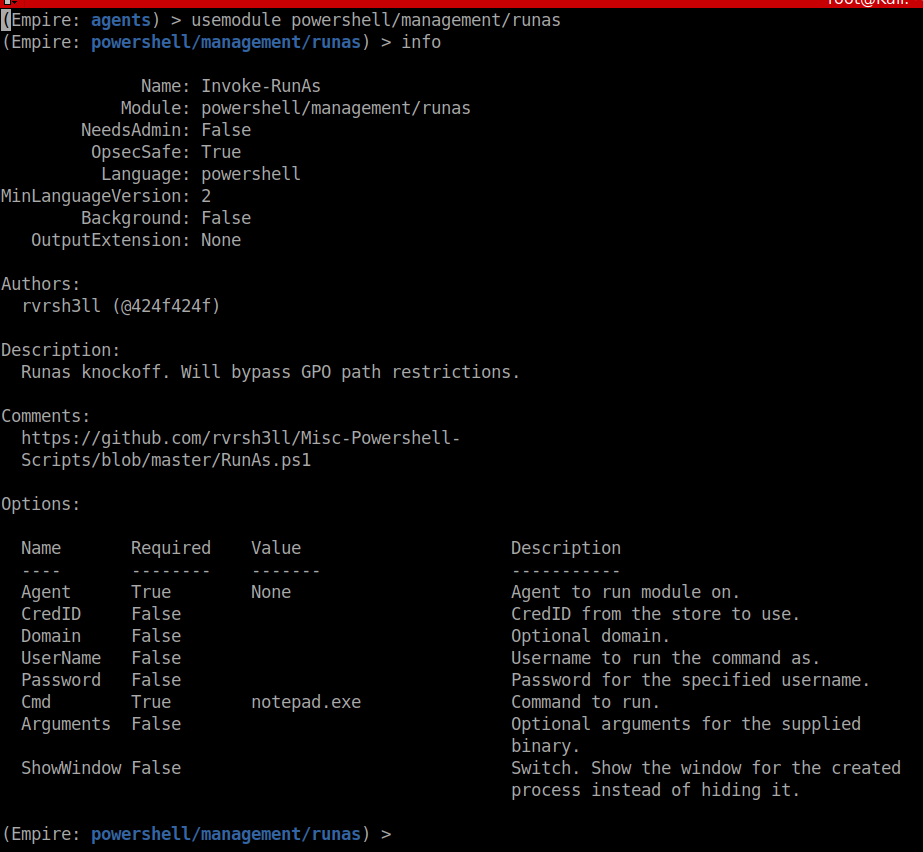 root@Kali:
(Empire: agents) > usemodule powershell/management/runas
(Empire: powershell/management/runas) > info
Name: Invoke-RunAs
Module: powershell/management/runas
NeedsAdmin: False
OpsecSafe: True
Language: powershell
MinLanguageVersion: 2
Background: False
OutputExtension: None
Authors:
rvrsh3ll (@424f424f)
Description:
Runas knockoff. Will bypass GPO path restrictions.
Comments:
https://github.com/rvrsh3ll/Misc-Powershell-
Scripts/blob/master/RunAs.ps1
Options:
Name Required Value Description
---- -------- ------- -----------
Agent True None Agent to run module on.
CredID False CredID from the store to use.
Domain False Optional domain.
UserName False Username to run the command as.
Password False Password for the specified username.
Cmd True notepad.exe Command to run.
Arguments False Optional arguments for the supplied
binary.
ShowWindow False Switch. Show the window for the created
process instead of hiding it.
(Empire: powershell/management/runas) >